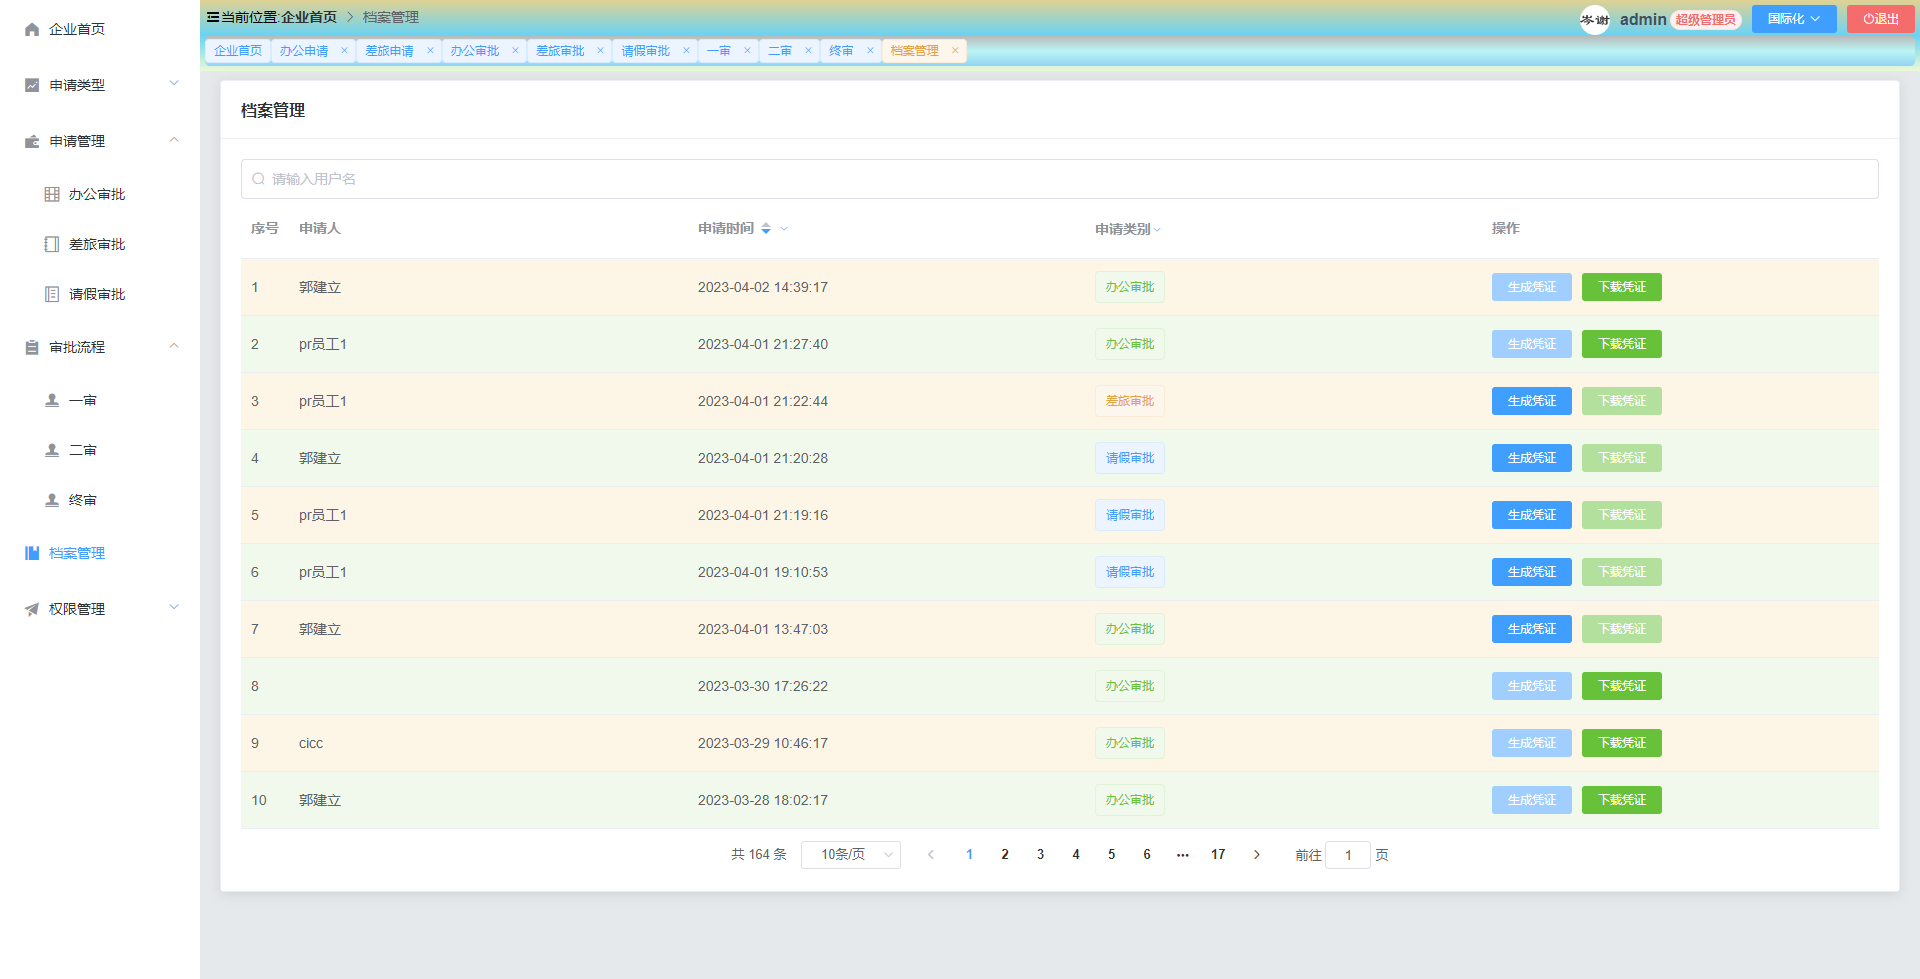 企业首页
申请类型
申请管理
办公审批
差旅审批
请假审批
审批流程
一审
二审
终审
档案管理
权限管理
当前位置:企业首页 > 档案管理
岑谢 admin 超级管理员 国际化 退出
企业首页 办公申请 × 差旅申请 × 办公审批 × 差旅审批 × 请假审批 × 一审 × 二审 × 终审 × 档案管理 ×
档案管理
请输入用户名
序号 申请人 申请时间 申请类别 操作
1 郭建立 2023-04-02 14:39:17 办公审批 生成凭证 下载凭证
2 pr员工1 2023-04-01 21:27:40 办公审批 生成凭证 下载凭证
3 pr员工1 2023-04-01 21:22:44 差旅审批 生成凭证 下载凭证
4 郭建立 2023-04-01 21:20:28 请假审批 生成凭证 下载凭证
5 pr员工1 2023-04-01 21:19:16 请假审批 生成凭证 下载凭证
6 pr员工1 2023-04-01 19:10:53 请假审批 生成凭证 下载凭证
7 郭建立 2023-04-01 13:47:03 办公审批 生成凭证 下载凭证
8 2023-03-30 17:26:22 办公审批 生成凭证 下载凭证
9 cicc 2023-03-29 10:46:17 办公审批 生成凭证 下载凭证
10 郭建立 2023-03-28 18:02:17 办公审批 生成凭证 下载凭证
共 164 条 10条/页 < 1 2 3 4 5 6 ••• 17 > 前往 1 页